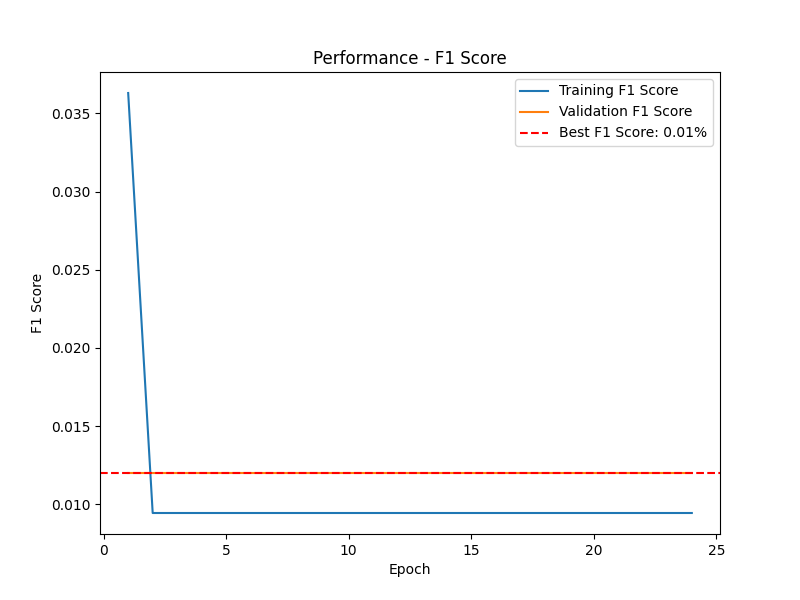 Performance - F1 Score
Training F1 Score
Validation F1 Score
Best F1 Score: 0.01%
0.035
0.030
0.025
0.020
0.015
0.010
F1 Score
0 5 10 15 20 25
Epoch